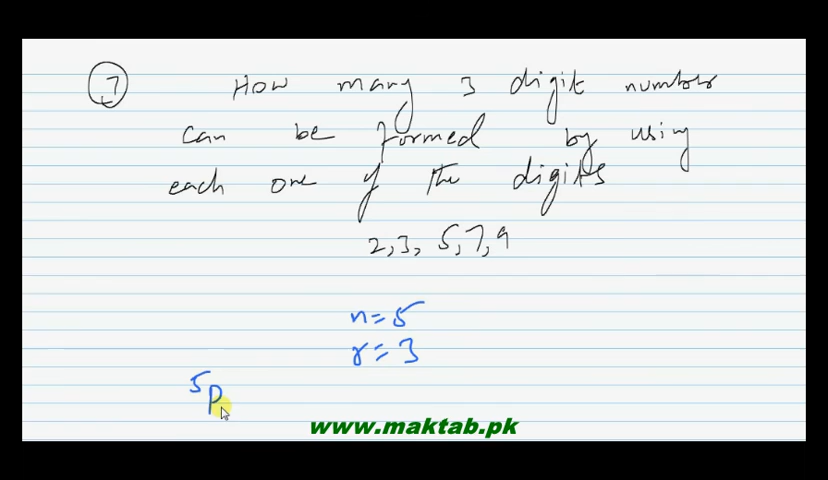 7 How many 3 digit number
can be formed by using
each one of the digits
2,3, 5,7,9
n=5
r=3
5P
www.maktab.pk